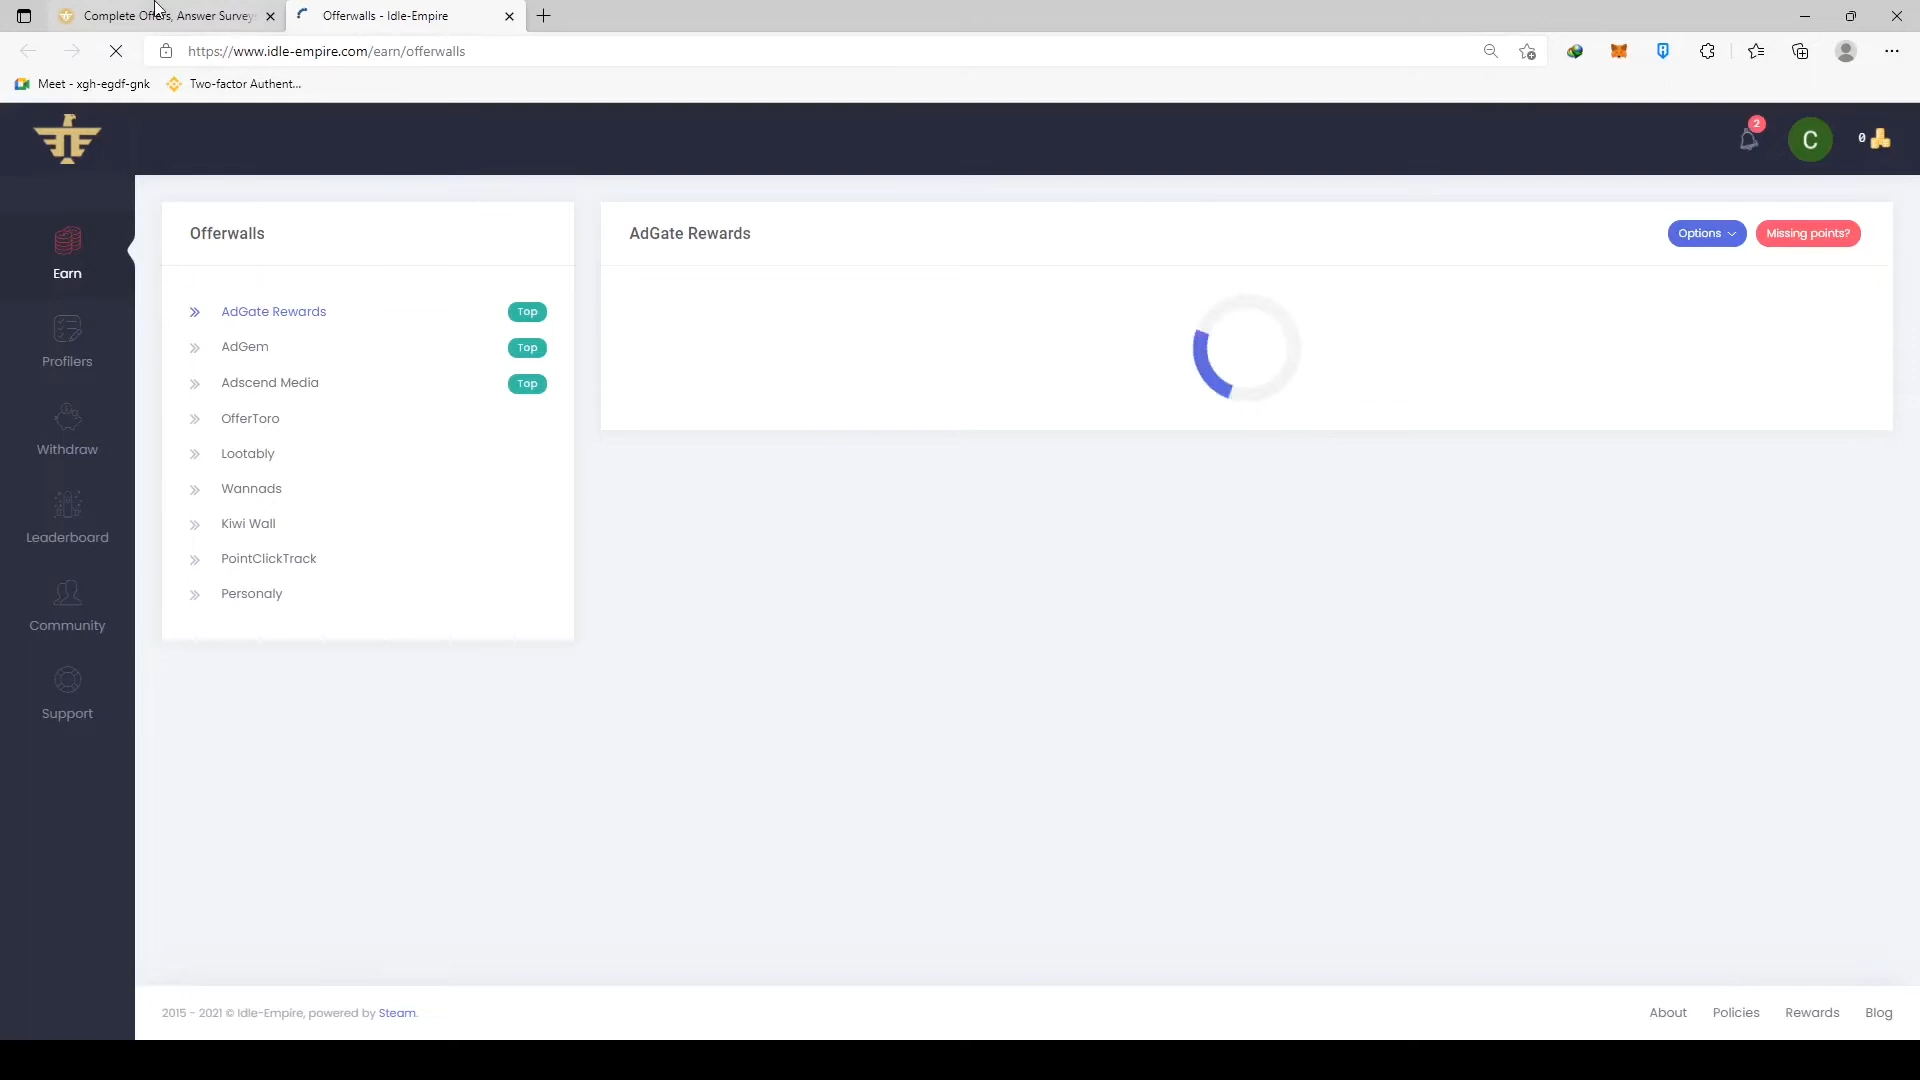 Complete Offers, Answer Survey
Offerwalls - Idle-Empire
https://www.idle-empire.com/earn/offerwalls
Meet - xgh-egdf-gnk
Two-factor Authent...
2
C
0
Earn
Profilers
Withdraw
Leaderboard
Community
Support
Offerwalls
AdGate Rewards Top
AdGem Top
Adscend Media Top
OfferToro
Lootably
Wannads
Kiwi Wall
PointClickTrack
Personaly
AdGate Rewards
Options
Missing points?
2015 - 2021 © Idle-Empire, powered by Steam.
About
Policies
Rewards
Blog